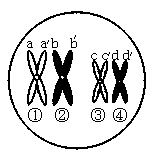 a a′ b b′ c c′ d d′
① ② ③ ④